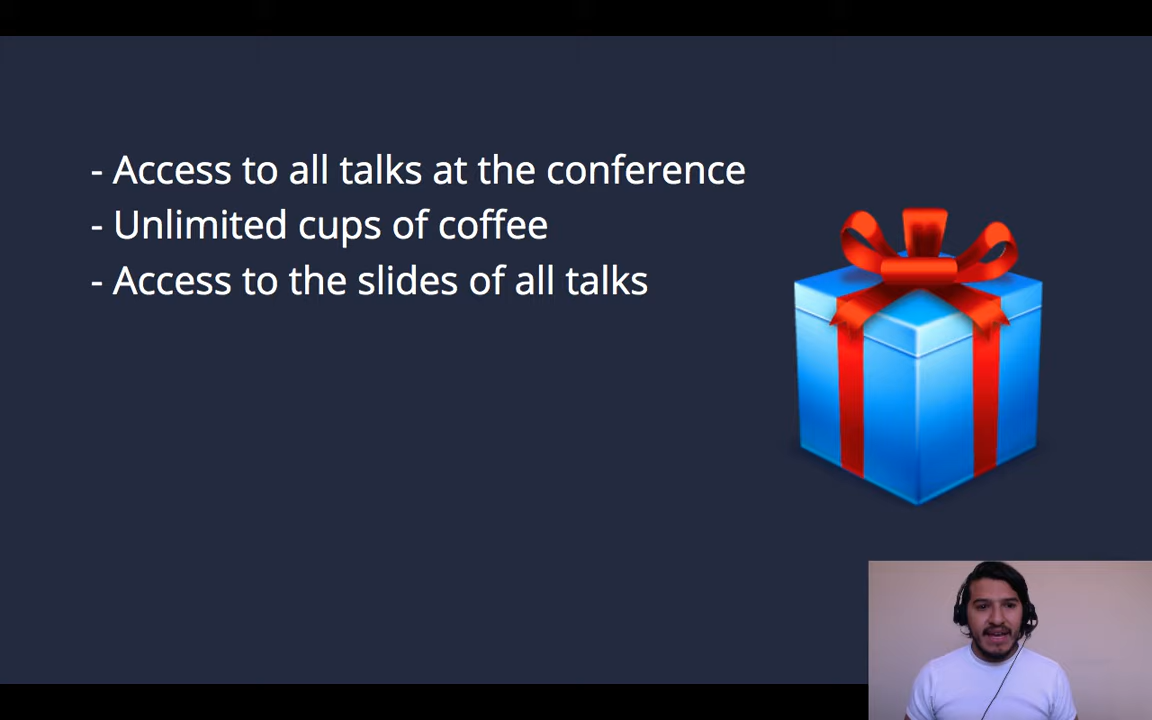 - Access to all talks at the conference
- Unlimited cups of coffee
- Access to the slides of all talks